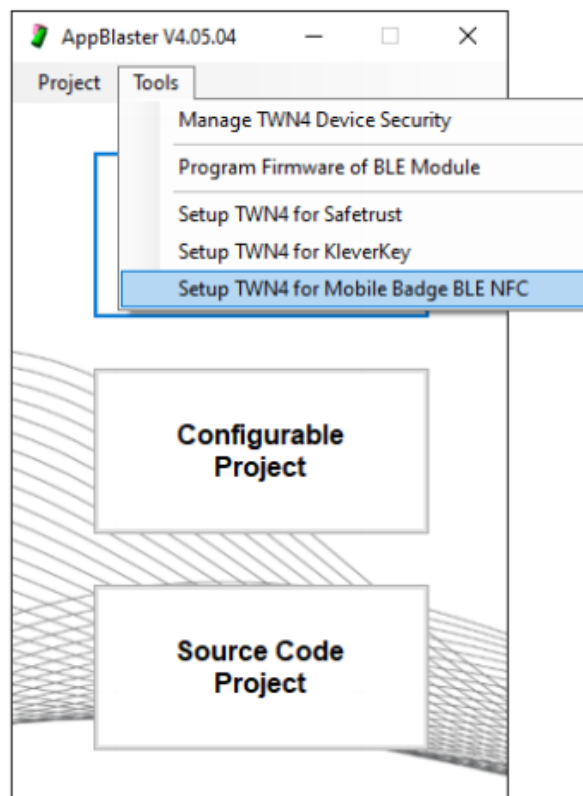 AppBlaster V4.05.04
Project Tools
Manage TWN4 Device Security
Program Firmware of BLE Module
Setup TWN4 for Safetrust
Setup TWN4 for KleverKey
Setup TWN4 for Mobile Badge BLE NFC
Configurable
Project
Source Code
Project